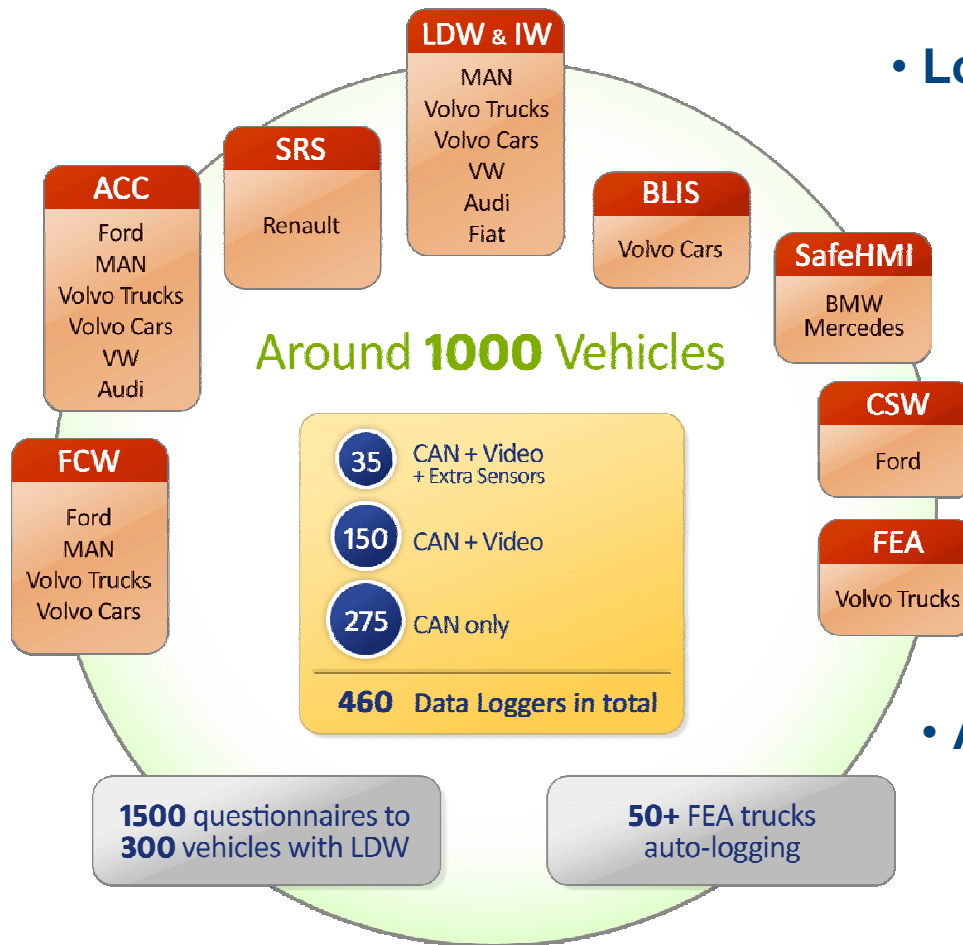 LDW & IW
MAN
Volvo Trucks
Volvo Cars
VW
Audi
Fiat
SRS
Renault
ACC
Ford
MAN
Volvo Trucks
Volvo Cars
VW
Audi
BLIS
Volvo Cars
SafeHMI
BMW
Mercedes
CSW
Ford
FEA
Volvo Trucks
FCW
Ford
MAN
Volvo Trucks
Volvo Cars
Around 1000 Vehicles
35 CAN + Video
+ Extra Sensors
150 CAN + Video
275 CAN only
460 Data Loggers in total
1500 questionnaires to
300 vehicles with LDW
50+ FEA trucks
auto-logging